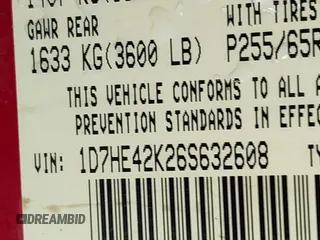 GAWR REAR WITH TIRES
1633 KG(3600 LB) P255/65R
THIS VEHICLE CONFORMS TO ALL A
PREVENTION STANDARDS IN EFFEC
VIN: 1D7HE42K26S632608 TY
DREAMBID